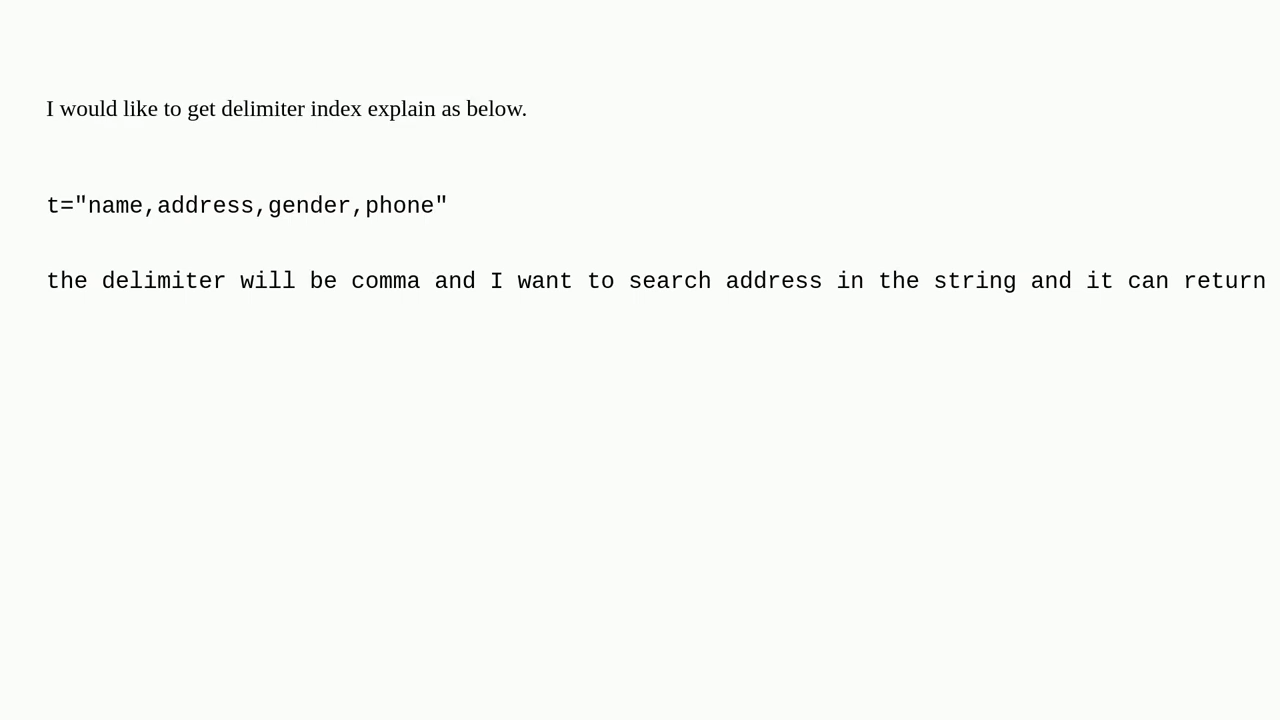 I would like to get delimiter index explain as below.
t="name,address,gender,phone"
the delimiter will be comma and I want to search address in the string and it can return